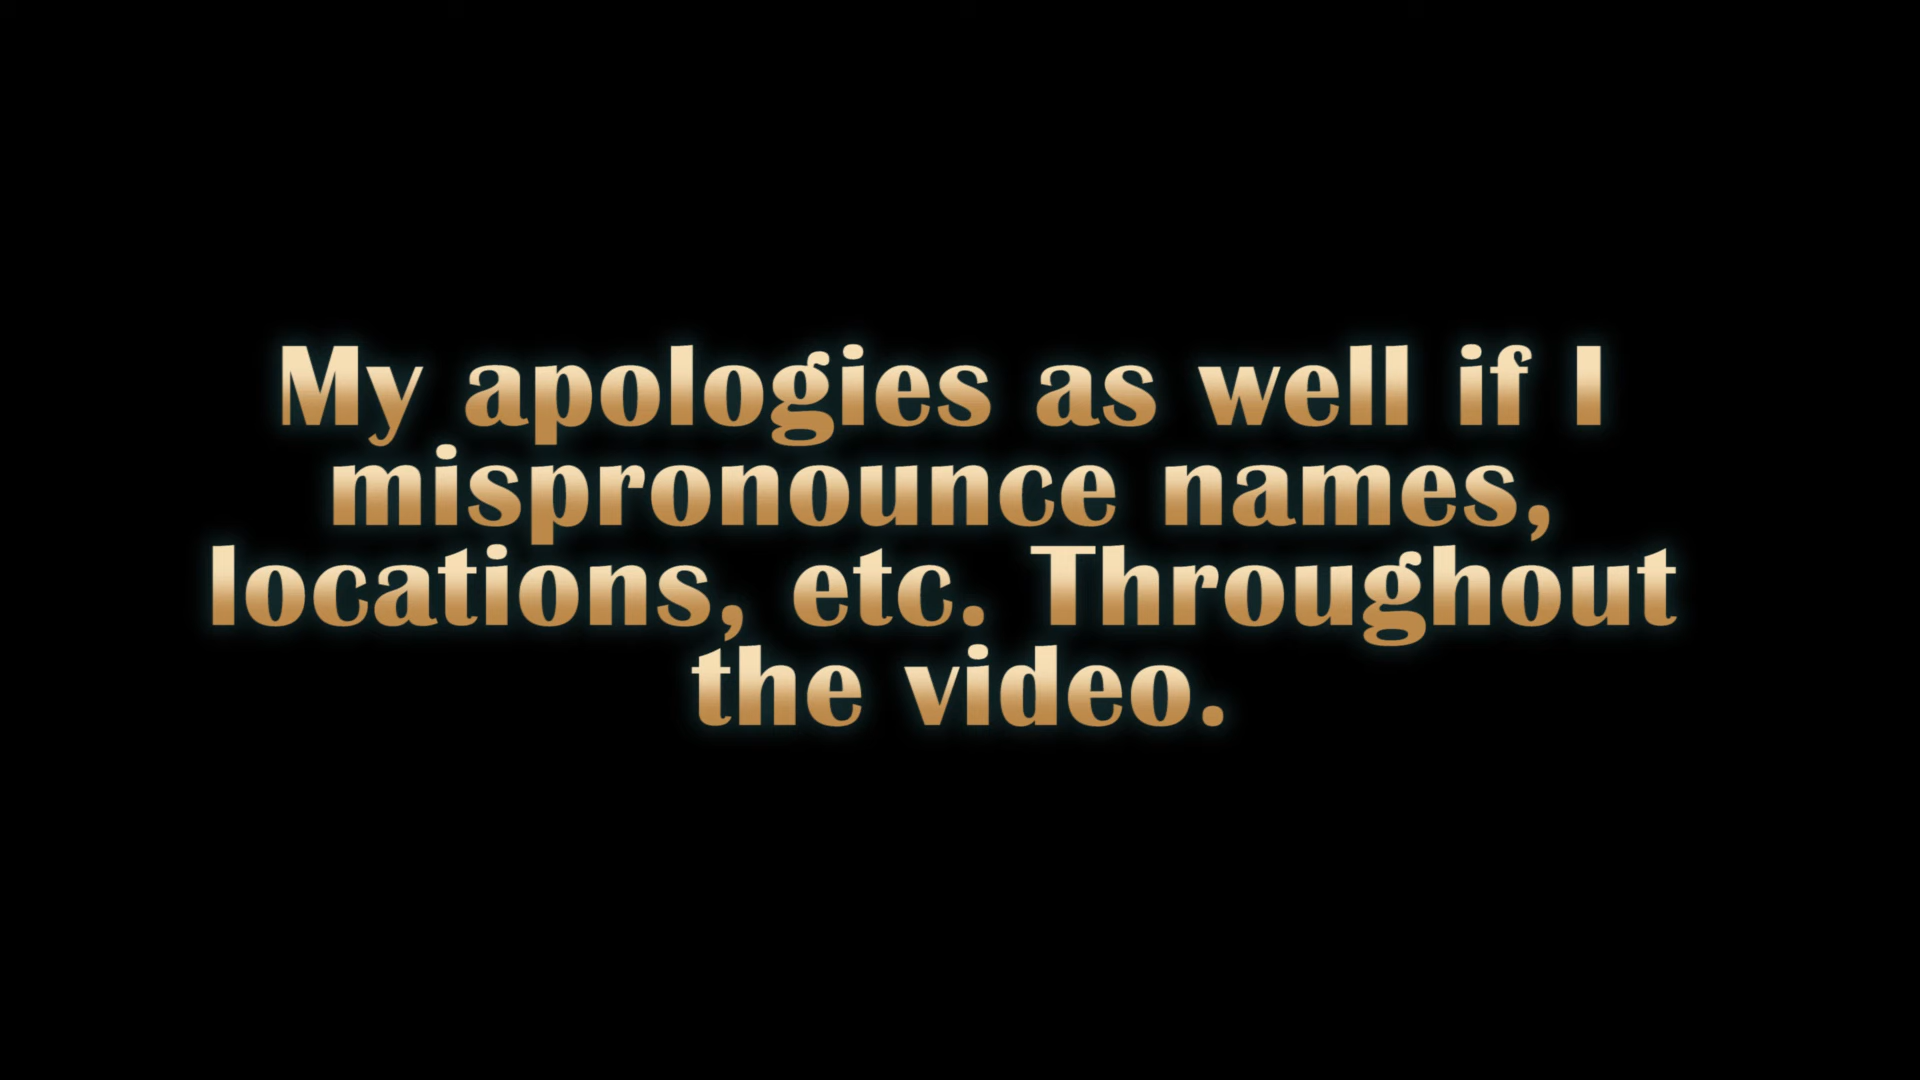 My apologies as well if I
mispronounce names,
locations, etc. Throughout
the video.